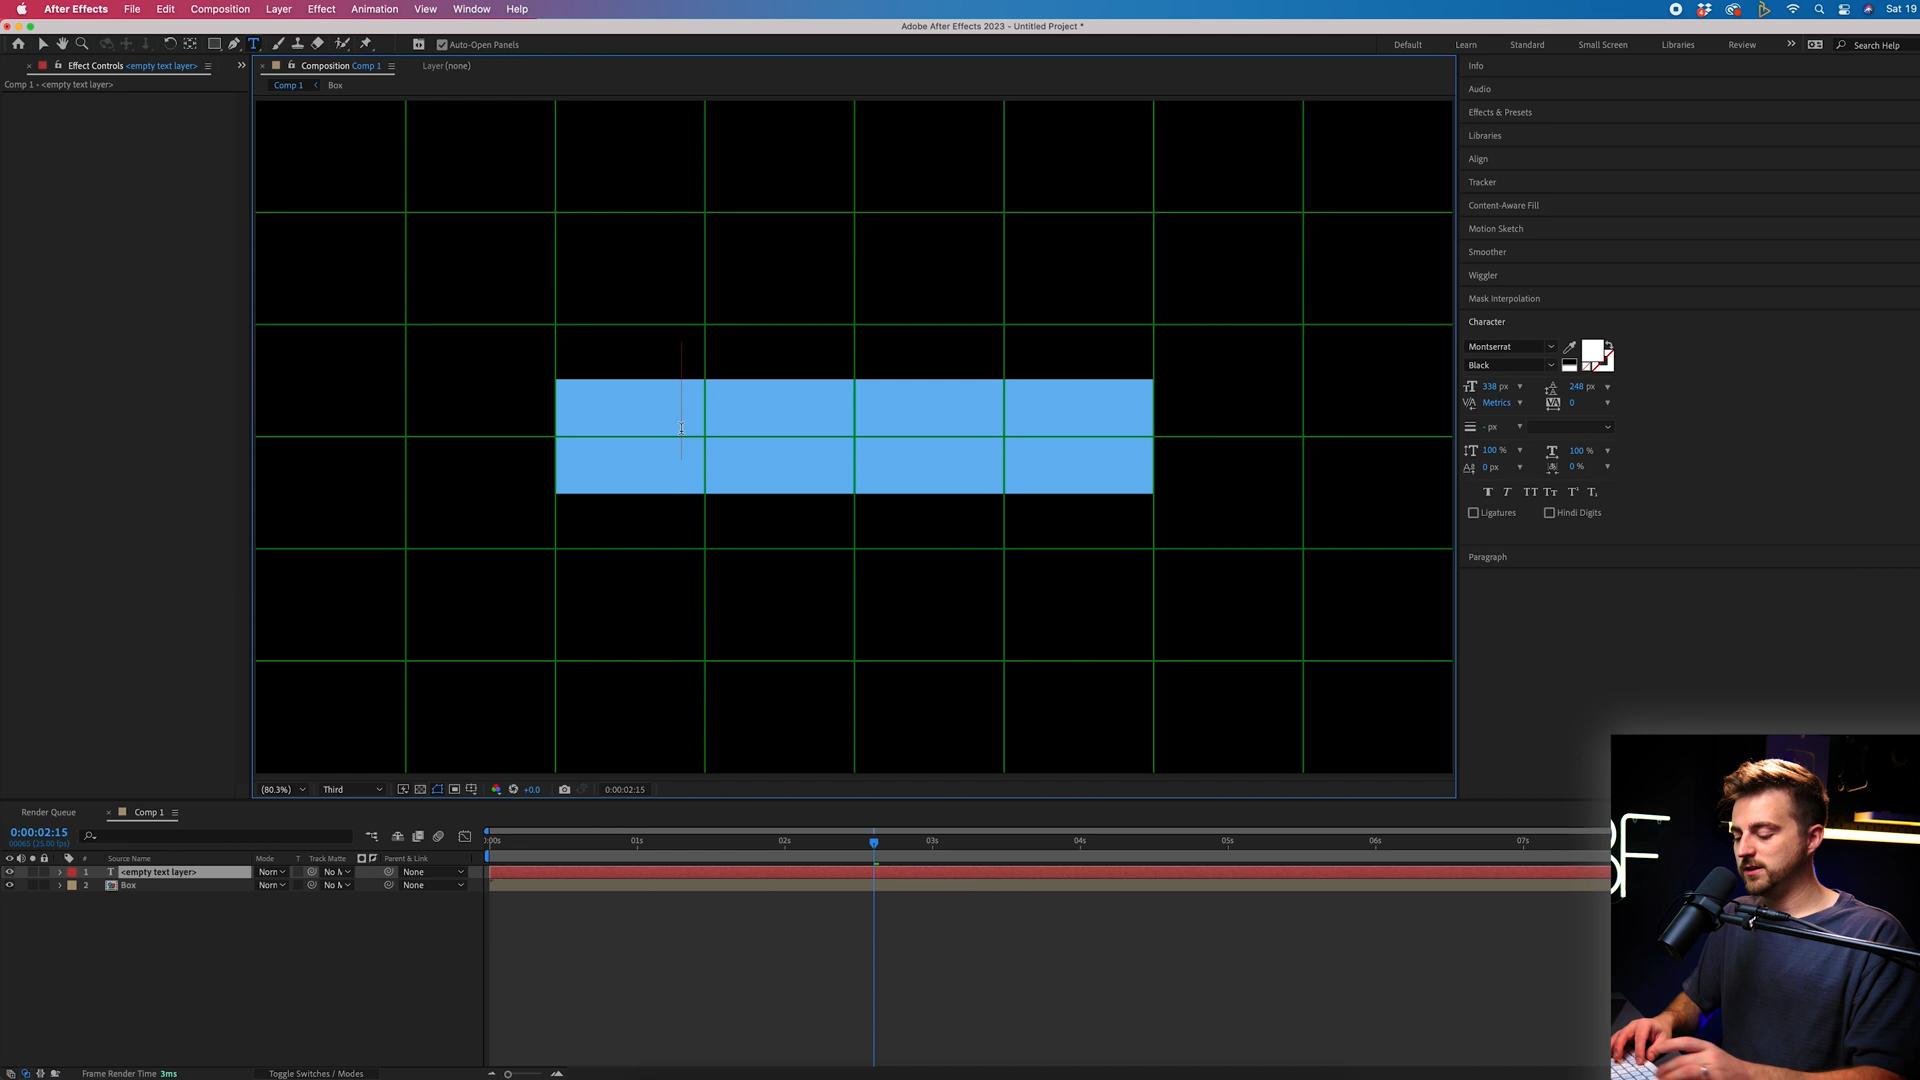 After Effects File Edit Composition Layer Effect Animation View Window Help Sat 19
Adobe After Effects 2023 - Untitled Project *
Auto-Open Panels Default Learn Standard Small Screen Libraries Review Search Help
Effect Controls <empty text layer> Composition Comp 1 Layer (none) Info
Comp 1 - <empty text layer> Comp 1 Box
Audio
Effects & Presets
Libraries
Align
Tracker
Content-Aware Fill
Motion Sketch
Smoother
Wiggler
Mask Interpolation
Character
Montserrat
Black
338 px 248 px
Metrics 0
- px
100 % 100 %
0 px 0 %
Ligatures Hindi Digits
Paragraph
(80.3%) Third +0.0 0:00:02:15
Render Queue Comp 1
0:00:02:15
00065 (25.00 fps) :00s 01s 02s 03s 04s 05s 06s 07s
# Source Name Mode T Track Matte Parent & Link
1 T <empty text layer> Norn No M None
2 Box Norn No M None
Frame Render Time 3ms Toggle Switches / Modes